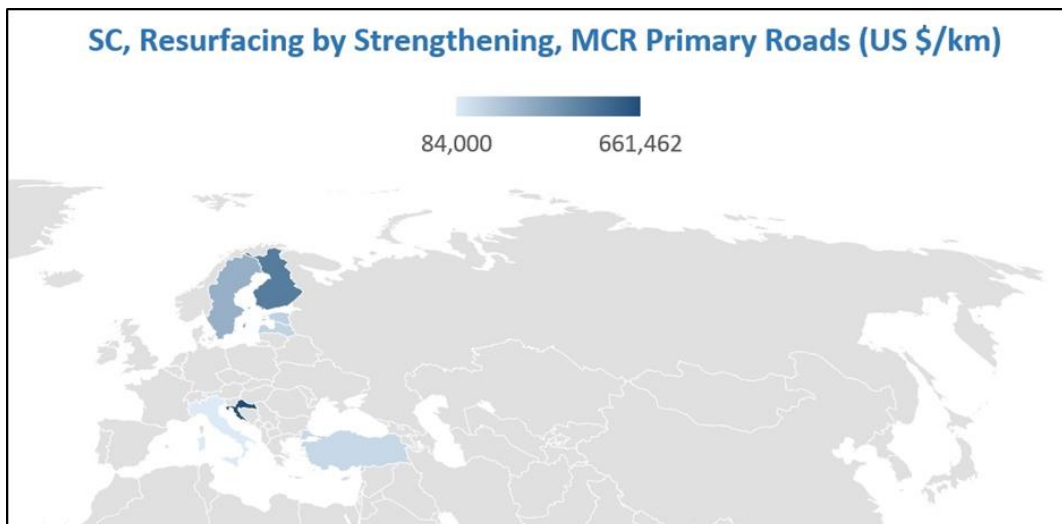 SC, Resurfacing by Strengthening, MCR Primary Roads (US $/km)
84,000 661,462